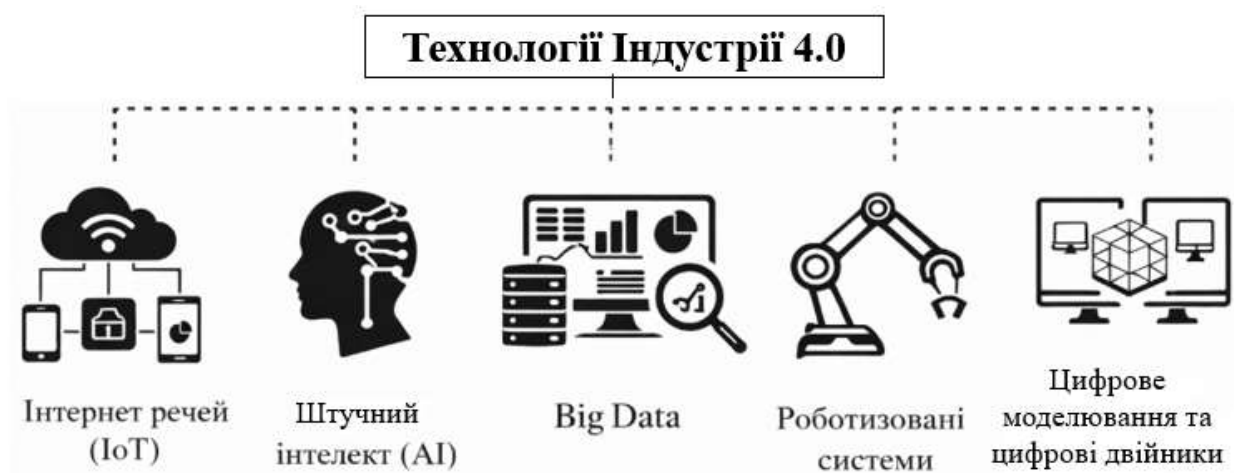 Технології Індустрії 4.0
Інтернет речей
(IoT)
Штучний
інтелект (AI)
Big Data
Роботизовані
системи
Цифрове
моделювання та
цифрові двійники